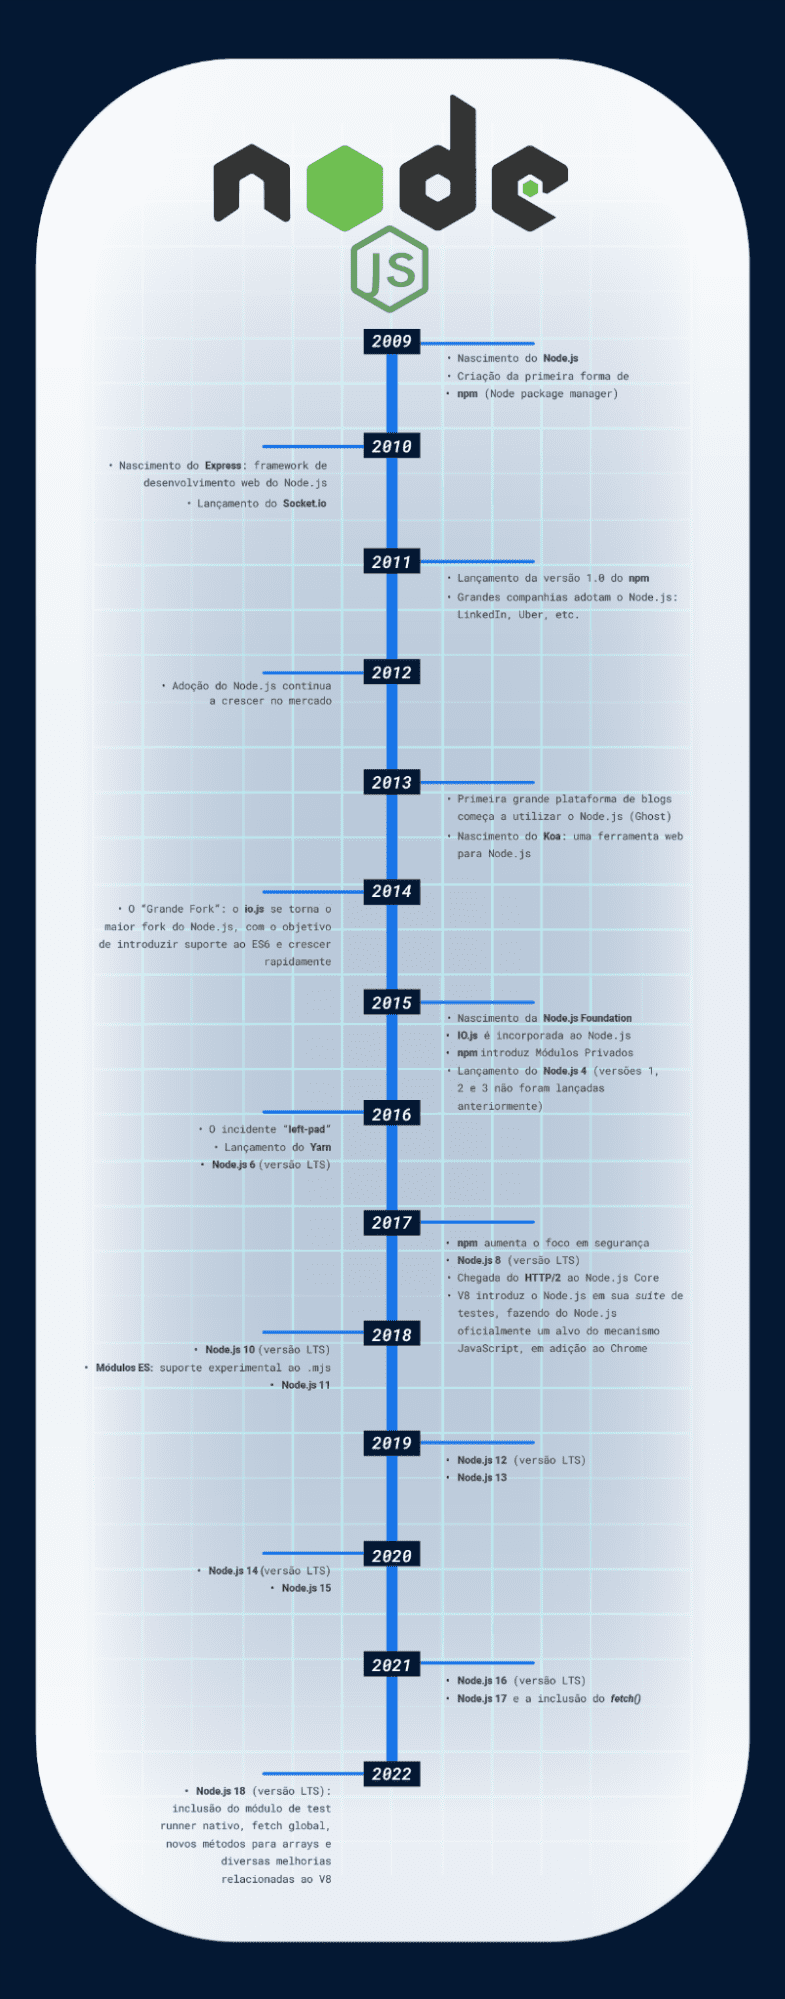 node
JS
2009
• Nascimento do Node.js
• Criação da primeira forma de
• npm (Node package manager)
2010
• Nascimento do Express: framework de
desenvolvimento web do Node.js
• Lançamento do Socket.io
2011
• Lançamento da versão 1.0 do npm
• Grandes companhias adotam o Node.js:
LinkedIn, Uber, etc.
2012
• Adoção do Node.js continua
a crescer no mercado
2013
• Primeira grande plataforma de blogs
começa a utilizar o Node.js (Ghost)
• Nascimento do Koa: uma ferramenta web
para Node.js
2014
• O “Grande Fork”: o io.js se torna o
maior fork do Node.js, com o objetivo
de introduzir suporte ao ES6 e crescer
rapidamente
2015
• Nascimento da Node.js Foundation
• IO.js é incorporada ao Node.js
• npm introduz Módulos Privados
• Lançamento do Node.js 4 (versões 1,
2 e 3 não foram lançadas
anteriormente)
2016
• O incidente “left-pad”
• Lançamento do Yarn
• Node.js 6 (versão LTS)
2017
• npm aumenta o foco em segurança
• Node.js 8 (versão LTS)
• Chegada do HTTP/2 ao Node.js Core
• V8 introduz o Node.js em sua suíte de
testes, fazendo do Node.js
oficialmente um alvo do mecanismo
JavaScript, em adição ao Chrome
2018
• Node.js 10 (versão LTS)
• Módulos ES: suporte experimental ao .mjs
• Node.js 11
2019
• Node.js 12 (versão LTS)
• Node.js 13
2020
• Node.js 14 (versão LTS)
• Node.js 15
2021
• Node.js 16 (versão LTS)
• Node.js 17 e a inclusão do fetch()
2022
• Node.js 18 (versão LTS):
inclusão do módulo de test
runner nativo, fetch global,
novos métodos para arrays e
diversas melhorias
relacionadas ao V8